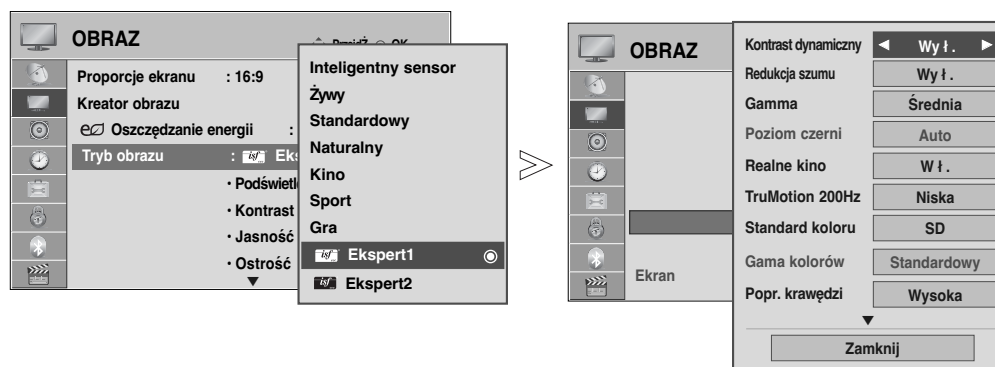 OBRAZ
Przejdź OK
Proporcje ekranu : 16:9
Kreator obrazu
Oszczędzanie energii :
Tryb obrazu : isf Eks
• Podświetl
• Kontrast
• Jasność
• Ostrość
▼
Inteligentny sensor
Żywy
Standardowy
Naturalny
Kino
Sport
Gra
isf Ekspert1
isf Ekspert2
OBRAZ
Ekran
Kontrast dynamiczny ◄ Wył. ►
Redukcja szumu Wył.
Gamma Średnia
Poziom czerni Auto
Realne kino Wł.
TruMotion 200Hz Niska
Standard koloru SD
Gama kolorów Standardowy
Popr. krawędzi Wysoka
▼
Zamknij